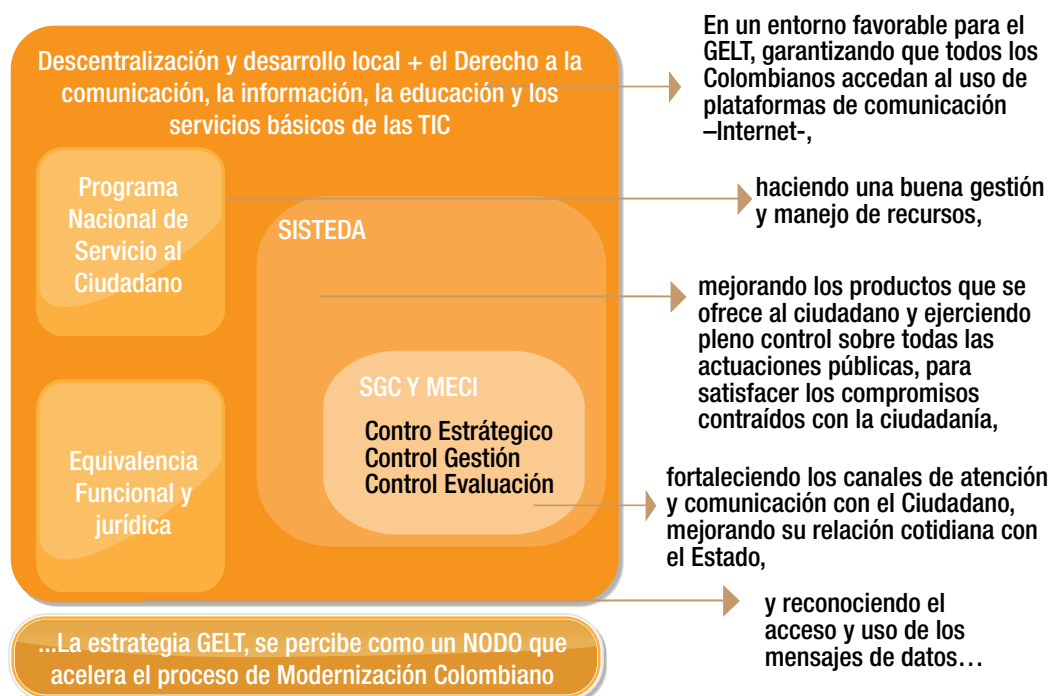 Descentralización y desarrollo local + el Derecho a la
comunicación, la información, la educación y los
servicios básicos de las TIC
Programa
Nacional de
Servicio al
Ciudadano
SISTEDA
SGC Y MECI
Contro Estrátegico
Control Gestión
Control Evaluación
Equivalencia
Funcional y
jurídica
...La estrategia GELT, se percibe como un NODO que
acelera el proceso de Modernización Colombiano
En un entorno favorable para el
GELT, garantizando que todos los
Colombianos accedan al uso de
plataformas de comunicación
–Internet-,
haciendo una buena gestión
y manejo de recursos,
mejorando los productos que se
ofrece al ciudadano y ejerciendo
pleno control sobre todas las
actuaciones públicas, para
satisfacer los compromisos
contraídos con la ciudadanía,
fortaleciendo los canales de atención
y comunicación con el Ciudadano,
mejorando su relación cotidiana con
el Estado,
y reconociendo el
acceso y uso de los
mensajes de datos…